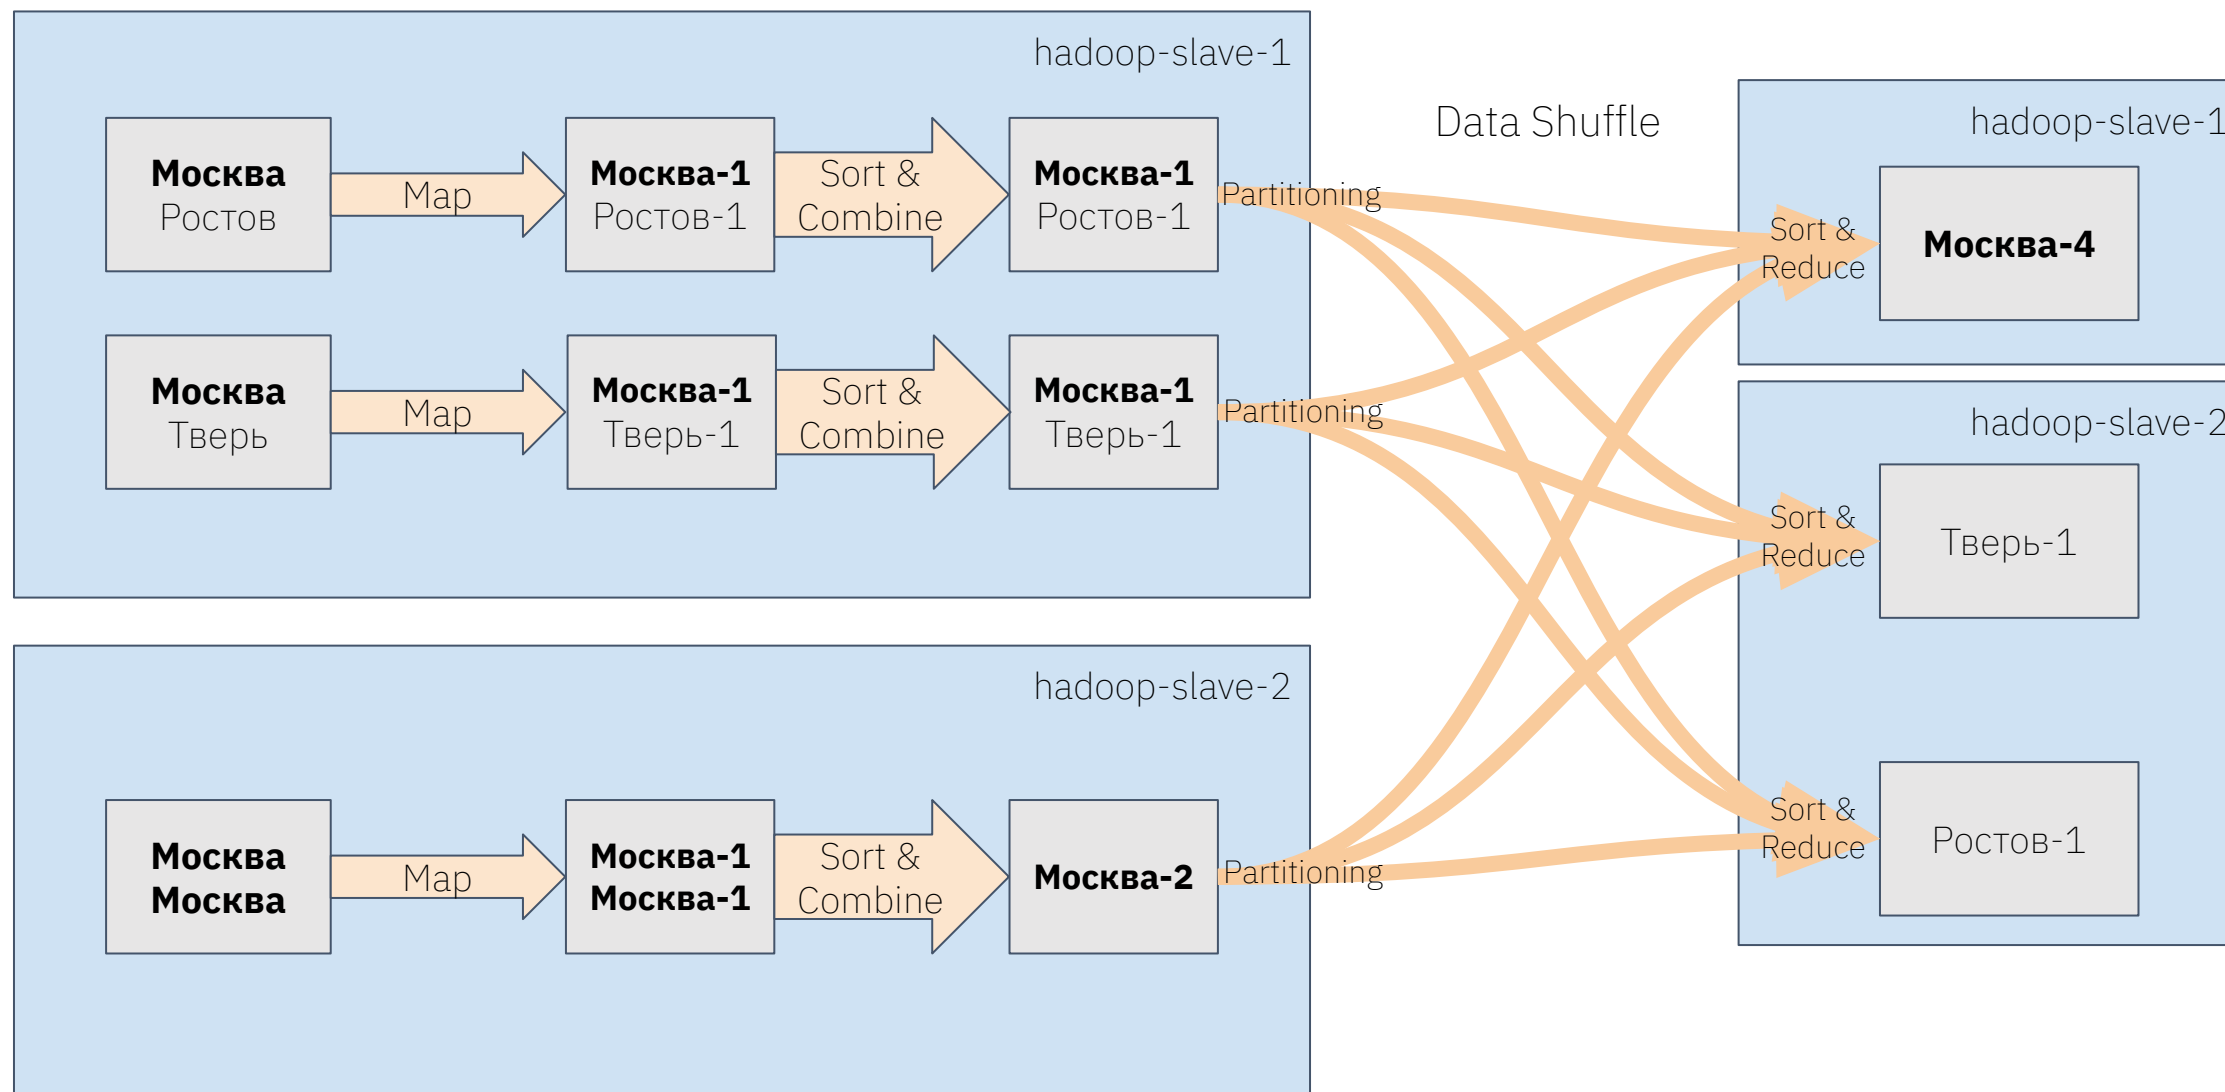 hadoop-slave-1
Москва
Ростов
Map
Москва-1
Ростов-1
Sort &
Combine
Москва-1
Ростов-1
Partitioning
Москва
Тверь
Map
Москва-1
Тверь-1
Sort &
Combine
Москва-1
Тверь-1
Partitioning
hadoop-slave-2
Москва
Москва
Map
Москва-1
Москва-1
Sort &
Combine
Москва-2
Partitioning
Data Shuffle
hadoop-slave-1
Sort &
Reduce
Москва-4
hadoop-slave-2
Sort &
Reduce
Тверь-1
Sort &
Reduce
Ростов-1